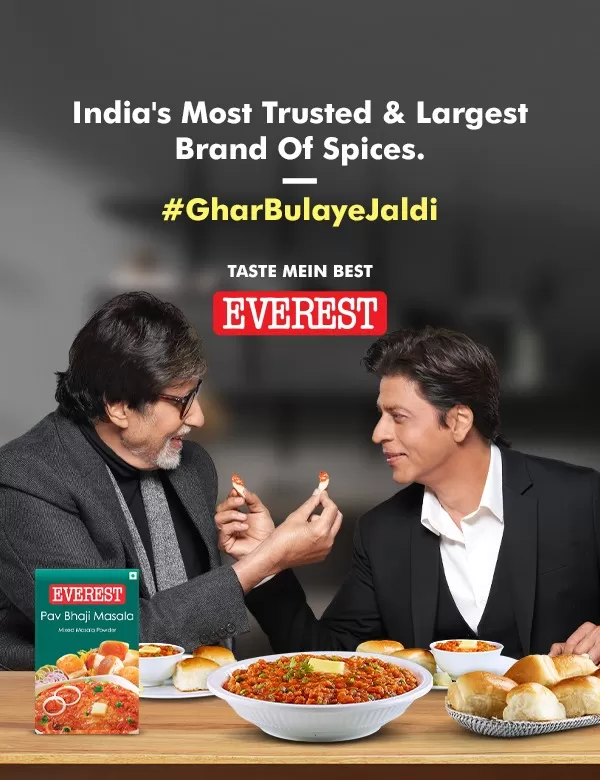 India's Most Trusted & Largest
Brand Of Spices.
#GharBulayeJaldi
TASTE MEIN BEST
EVEREST
EVEREST
Pav Bhaji Masala
Mixed Masala Powder